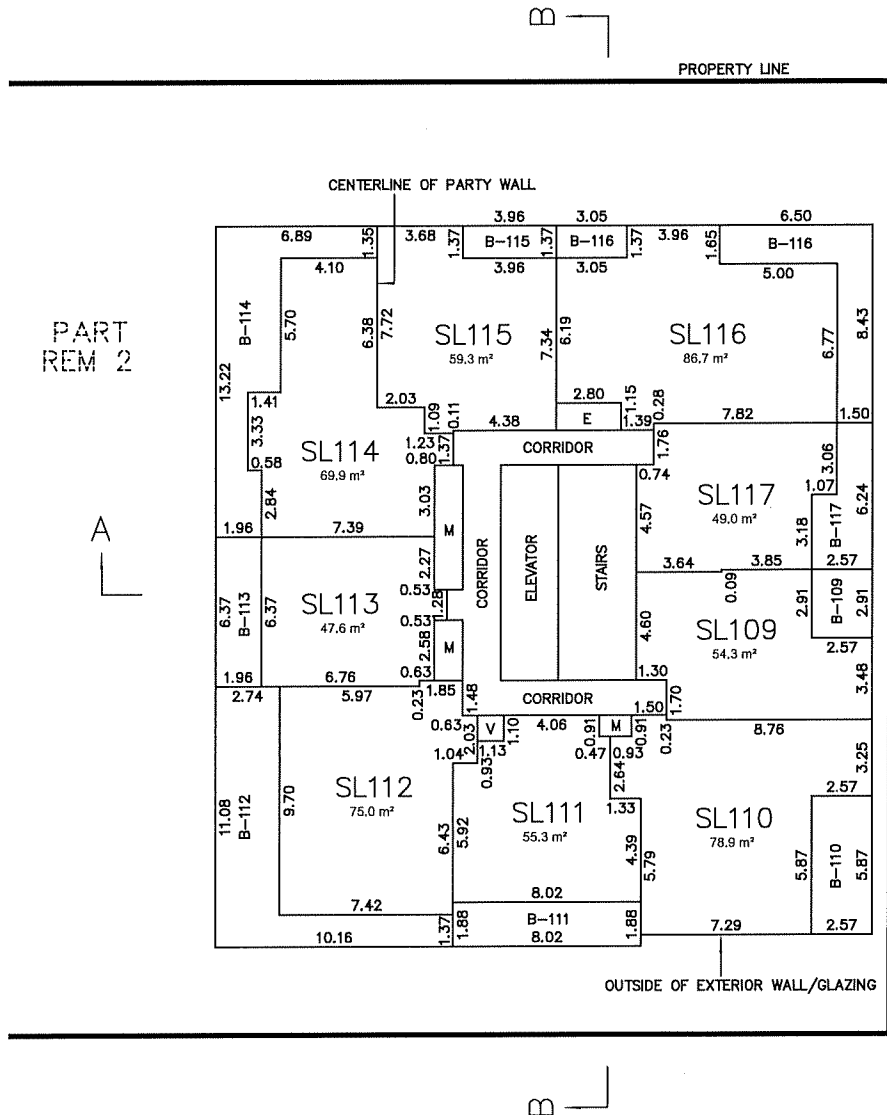 B
PROPERTY LINE
CENTERLINE OF PARTY WALL
3.96 3.05 6.50
6.89 1.35 3.68 1.37 B-115 1.37 B-116 1.37 3.96 1.65 B-116
4.10 3.96 3.05 5.00
PART
REM 2
B-114 5.70 6.38 7.72 SL115 7.34 6.19 SL116 6.77 8.43
59.3 m² 86.7 m²
13.22
1.41 2.03 2.80 1.15 0.28
3.33 1.09 0.11 4.38 E 1.39 7.82 1.50
SL114 1.23 1.37 CORRIDOR 1.76 3.06
0.58 0.80 0.74 SL117 1.07
69.9 m² 49.0 m²
A
2.84 3.03 M 4.57 3.18 B-117 6.24
1.96 7.39
CORRIDOR ELEVATOR STAIRS
2.27 3.64 3.85 2.57
0.53 1.28 0.09 2.91 B-109 2.91
6.37 B-113 6.37 SL113 0.53 4.60 SL109 2.57
47.6 m² 54.3 m²
2.58 M 3.48
1.96 6.76 0.63 1.30
2.74 5.97 0.23 1.85 1.48 CORRIDOR 1.50 1.70
0.63 2.03 V 1.10 4.06 0.91 M 0.91 0.23 8.76
1.04 1.13 0.93 0.47 0.93 3.25
SL112 2.64 2.57
75.0 m²
11.08 B-112 9.70 6.43 5.92 SL111 1.33 SL110
55.3 m² 78.9 m²
4.39 5.79 5.87 B-110 5.87
7.42 8.02
1.37 1.88 B-111 1.88 7.29 2.57
10.16 8.02
OUTSIDE OF EXTERIOR WALL/GLAZING
B